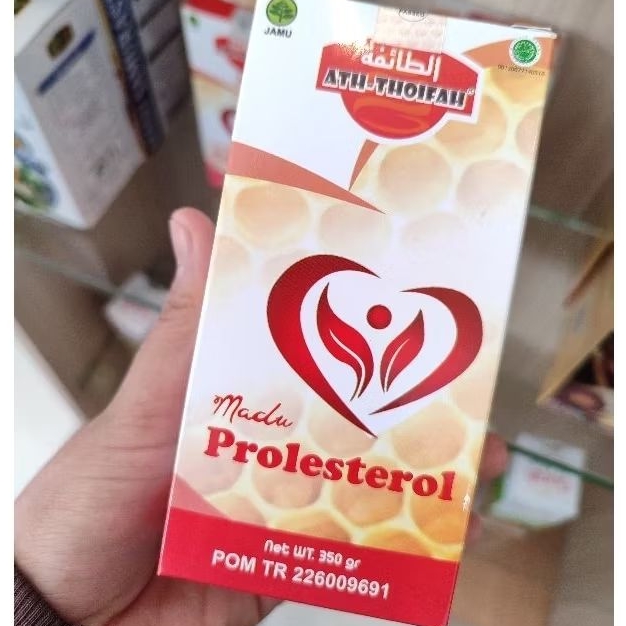 JAMU
الطائفة
ATH-THOIFAH
Madu
Prolesterol
Net WT. 350 gr
POM TR 226009691